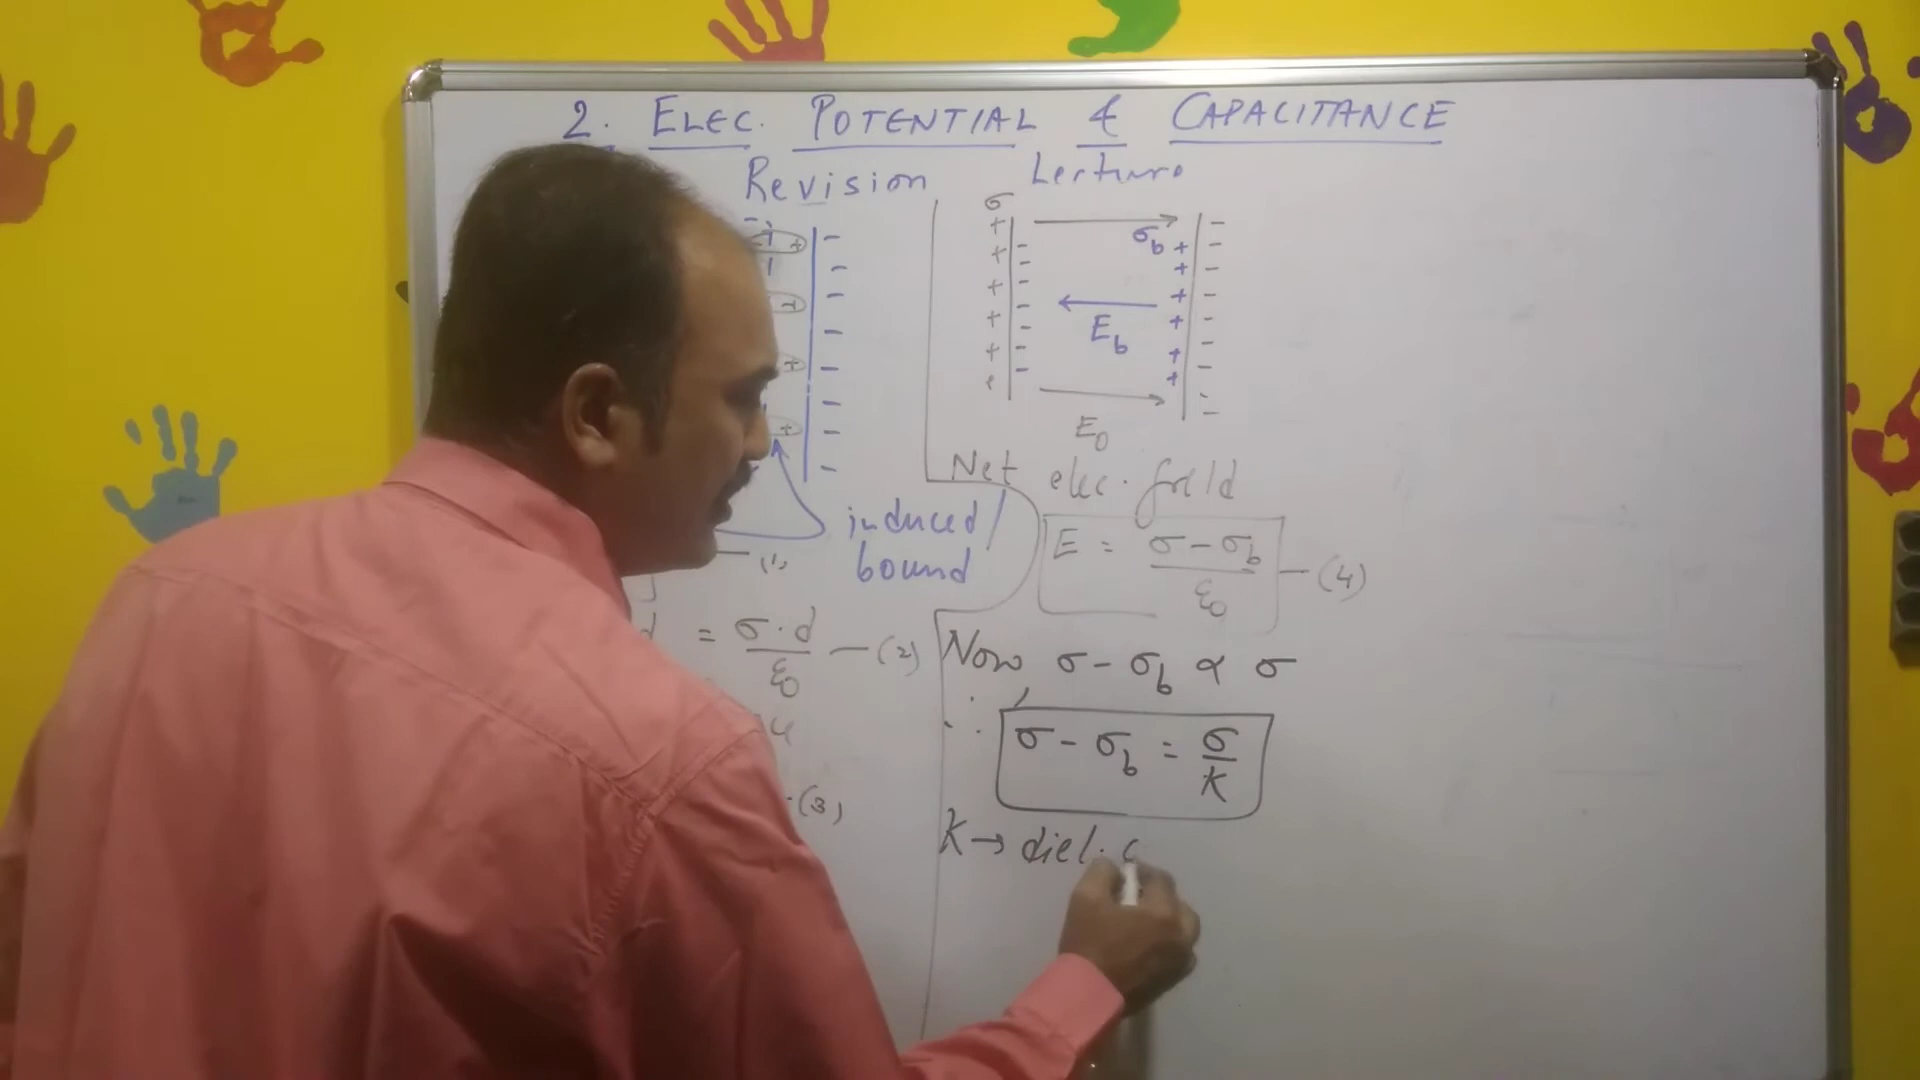 2. ELEC. POTENTIAL & CAPACITANCE
Revision Lecture
σ
σb
Eb
E0
induced/
bound
(1)
d = σ·d/ε0 — (2)
(3)
Net elec. field
E = σ - σb / ε0 — (4)
Now σ - σb ∝ σ
∴ σ - σb = σ/K
K → diel. c